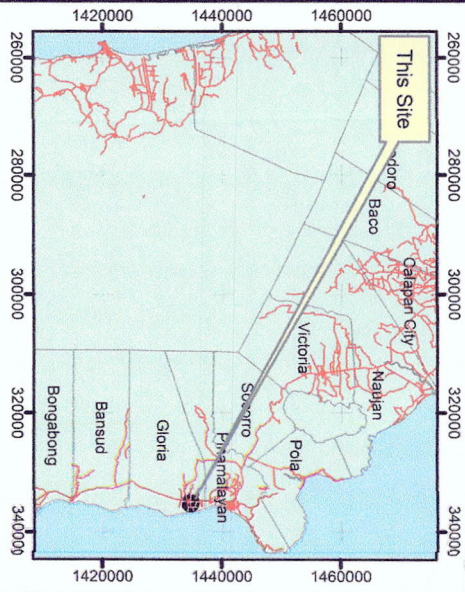 1420000
1440000
1460000
260000
280000
300000
320000
340000
This Site
Baco
Calapan City
Naujan
Victoria
Socorro
Pola
Pinamalayan
Gloria
Bansud
Bongabong
260000
280000
300000
320000
340000
1420000
1440000
1460000